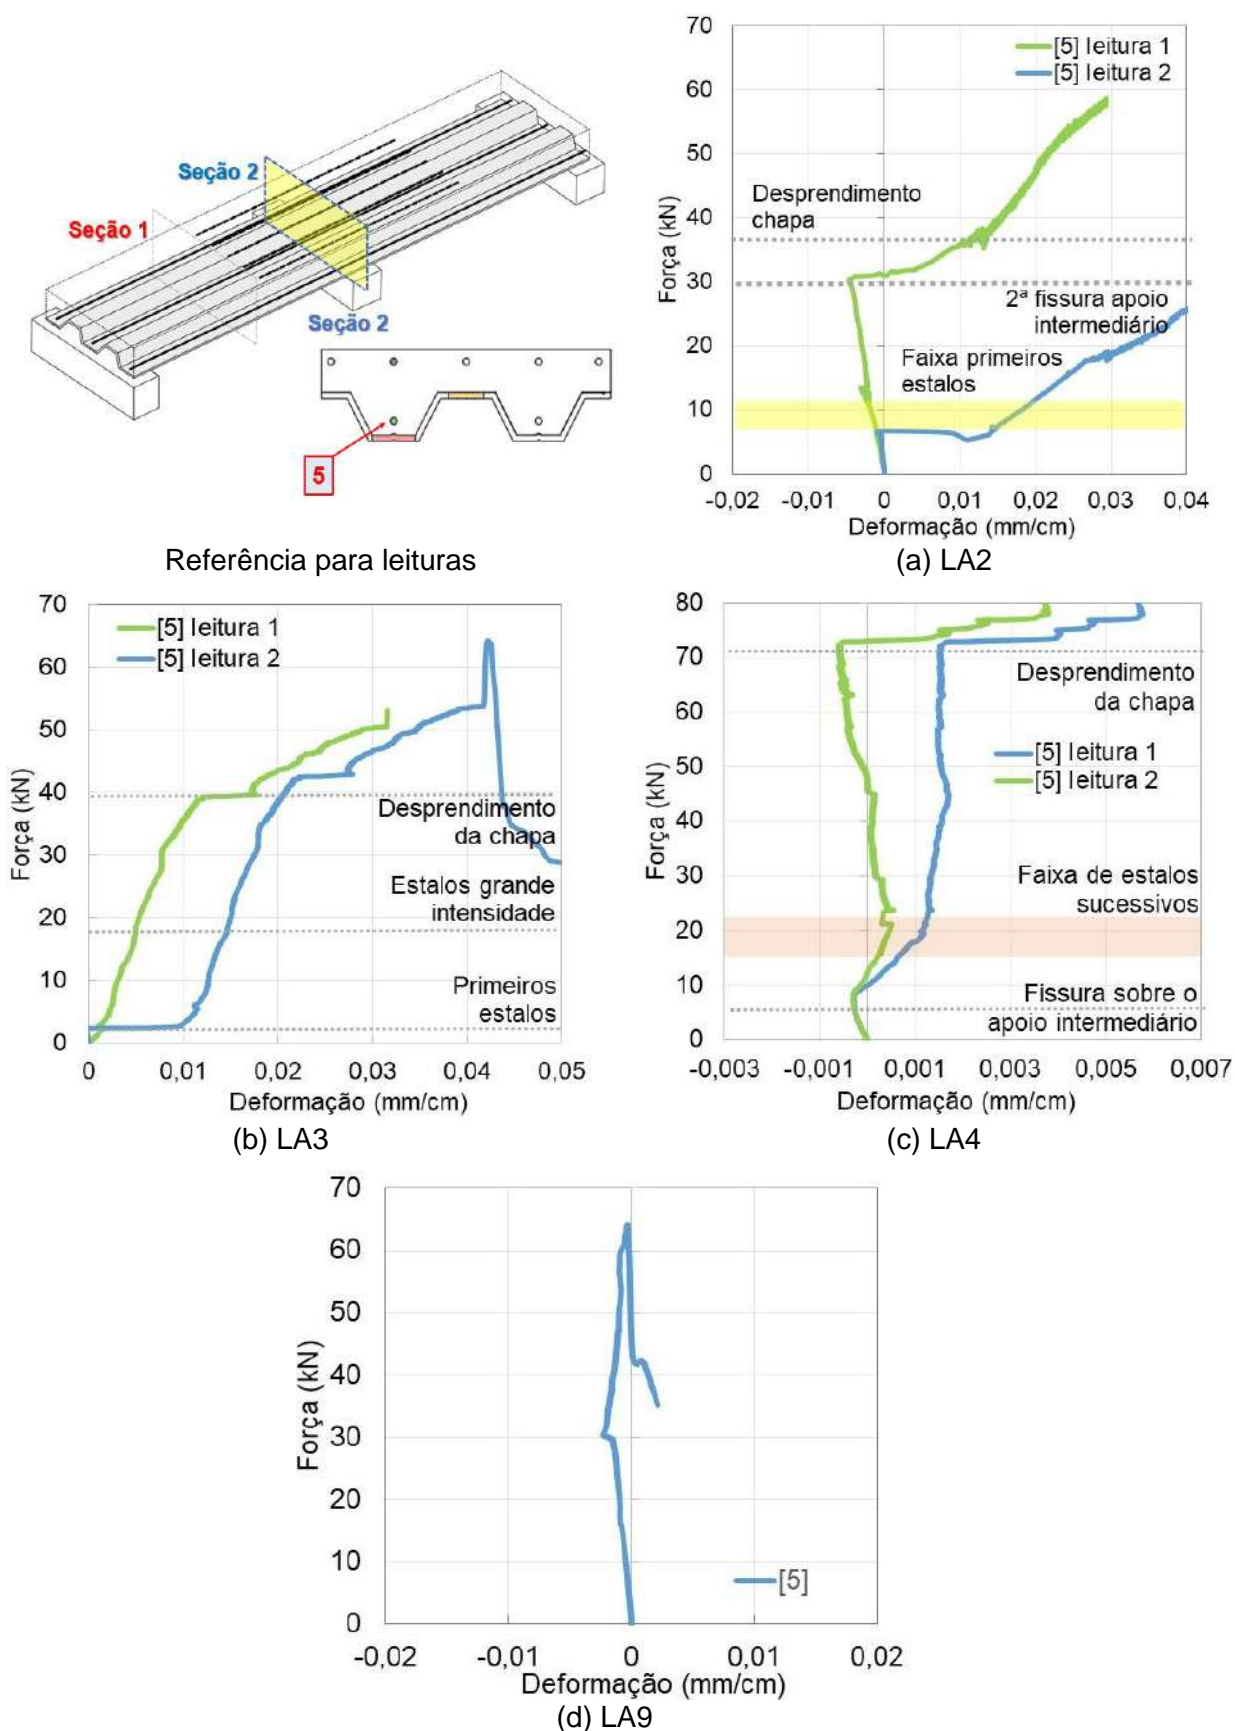 Seção 2
Seção 1
Seção 2
5
Referência para leituras
70
60
50
40
30
20
10
0
Força (kN)
[5] leitura 1
[5] leitura 2
Desprendimento
chapa
2ª fissura apoio
intermediário
Faixa primeiros
estalos
-0,02 -0,01 0 0,01 0,02 0,03 0,04
Deformação (mm/cm)
(a) LA2
70
60
50
40
30
20
10
0
Força (kN)
[5] leitura 1
[5] leitura 2
Desprendimento
da chapa
Estalos grande
intensidade
Primeiros
estalos
0 0,01 0,02 0,03 0,04 0,05
Deformação (mm/cm)
(b) LA3
80
70
60
50
40
30
20
10
0
Força (kN)
Desprendimento
da chapa
[5] leitura 1
[5] leitura 2
Faixa de estalos
sucessivos
Fissura sobre o
apoio intermediário
-0,003 -0,001 0,001 0,003 0,005 0,007
Deformação (mm/cm)
(c) LA4
70
60
50
40
30
20
10
0
Força (kN)
[5]
-0,02 -0,01 0 0,01 0,02
Deformação (mm/cm)
(d) LA9